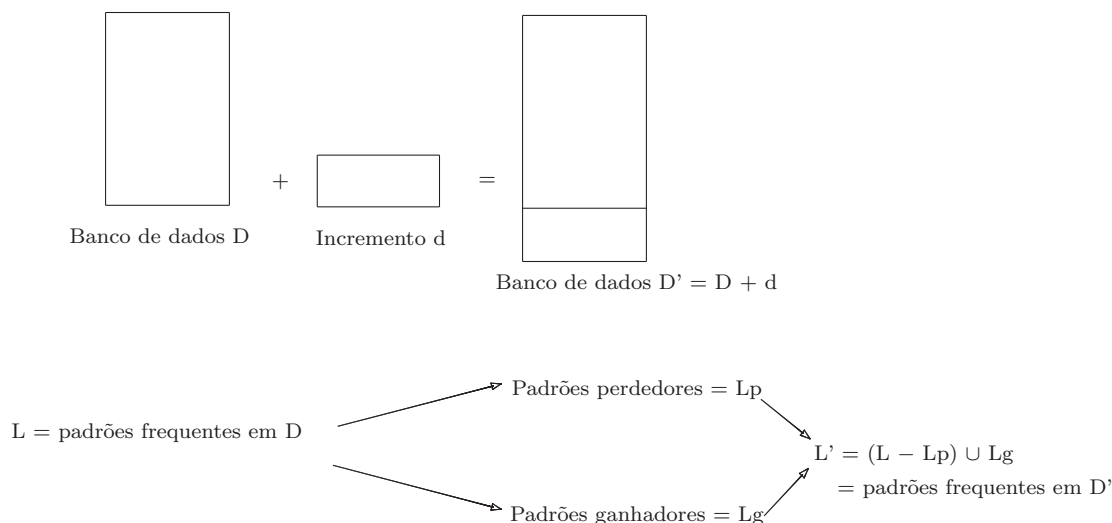 +
=
Banco de dados D
Incremento d
Banco de dados D' = D + d
Padrões perdedores = Lp
L = padrões frequentes em D
L' = (L − Lp) ∪ Lg
= padrões frequentes em D'
Padrões ganhadores = Lg